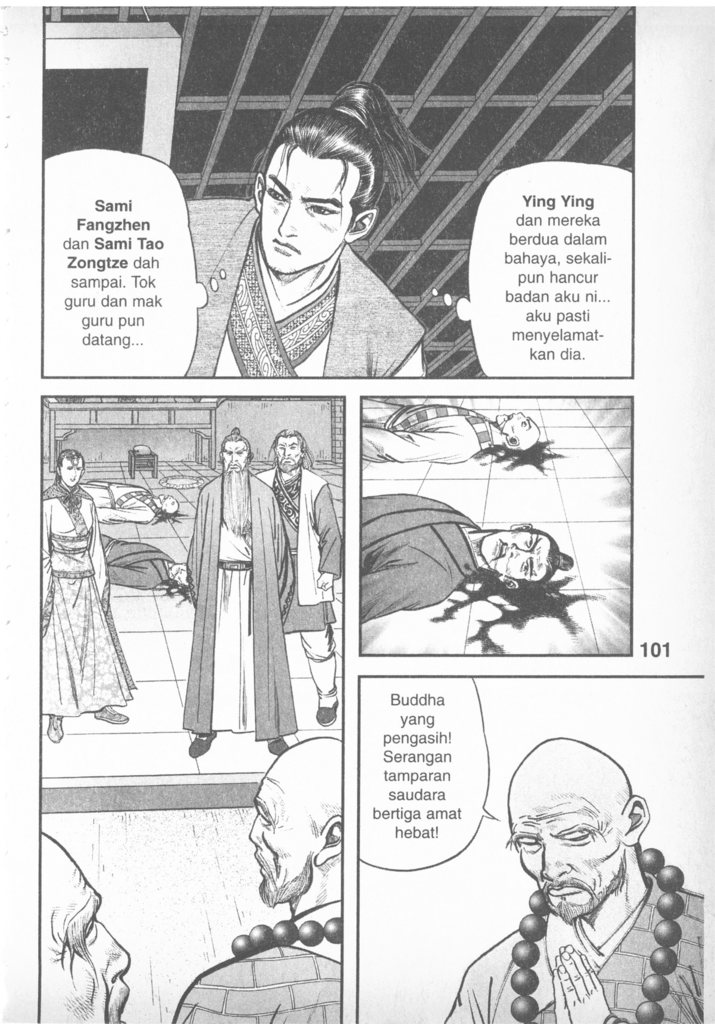 Ying Ying
dan mereka
berdua dalam
bahaya, sekali-
pun hancur
badan aku ni...
aku pasti
menyelamat-
kan dia.
Sami
Fangzhen
dan Sami Tao
Zongtze dah
sampai. Tok
guru dan mak
guru pun
datang...
101
Buddha
yang
pengasih!
Serangan
tamparan
saudara
bertiga amat
hebat!